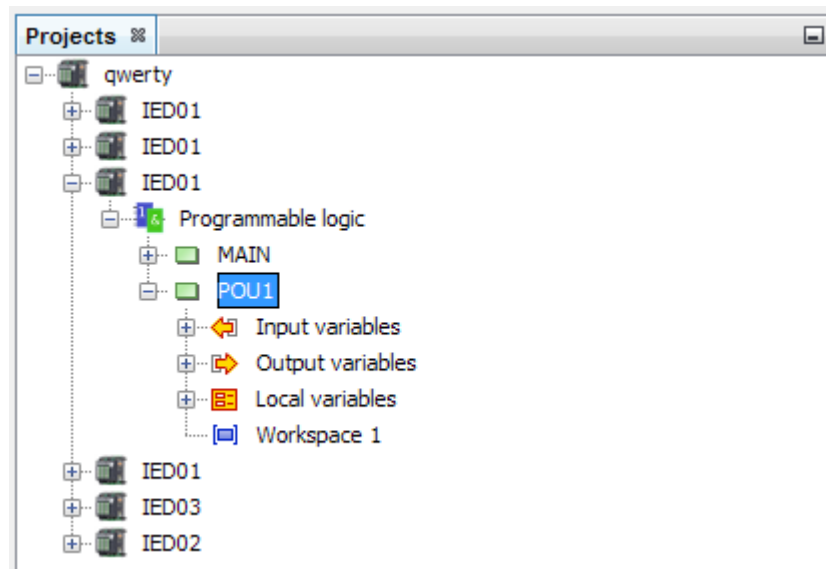 Projects
qwerty
IED01
IED01
IED01
Programmable logic
MAIN
POU1
Input variables
Output variables
Local variables
Workspace 1
IED01
IED03
IED02